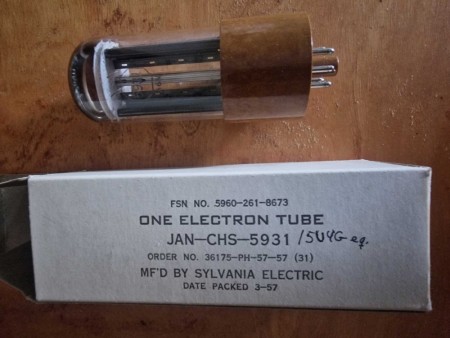 FSN NO. 5960-261-8673
ONE ELECTRON TUBE
JAN-CHS-5931 /5U4G eq.
ORDER NO. 36175-PH-57-57 (31)
MF'D BY SYLVANIA ELECTRIC
DATE PACKED 3-57